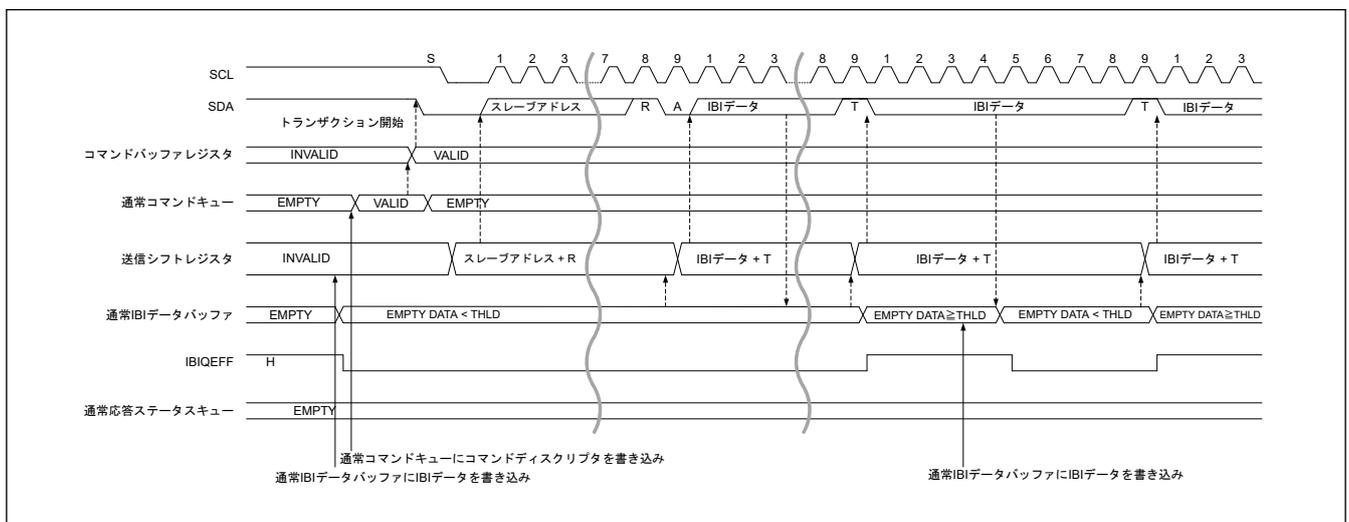 S 1 2 3 7 8 9 1 2 3 8 9 1 2 3 4 5 6 7 8 9 1 2 3
SCL
SDA スレーブアドレス R A IBIデータ T IBIデータ T IBIデータ
トランザクション開始
コマンドバッファレジスタ INVALID VALID
通常コマンドキュー EMPTY VALID EMPTY
送信シフトレジスタ INVALID スレーブアドレス + R IBIデータ + T IBIデータ + T IBIデータ + T
通常IBIデータバッファ EMPTY EMPTY DATA < THLD EMPTY DATA≧THLD EMPTY DATA < THLD EMPTY DATA≧THLD
IBIQEFF H
通常応答ステータスキュー EMPTY
通常コマンドキューにコマンドディスクリプタを書き込み
通常IBIデータバッファにIBIデータを書き込み 通常IBIデータバッファにIBIデータを書き込み